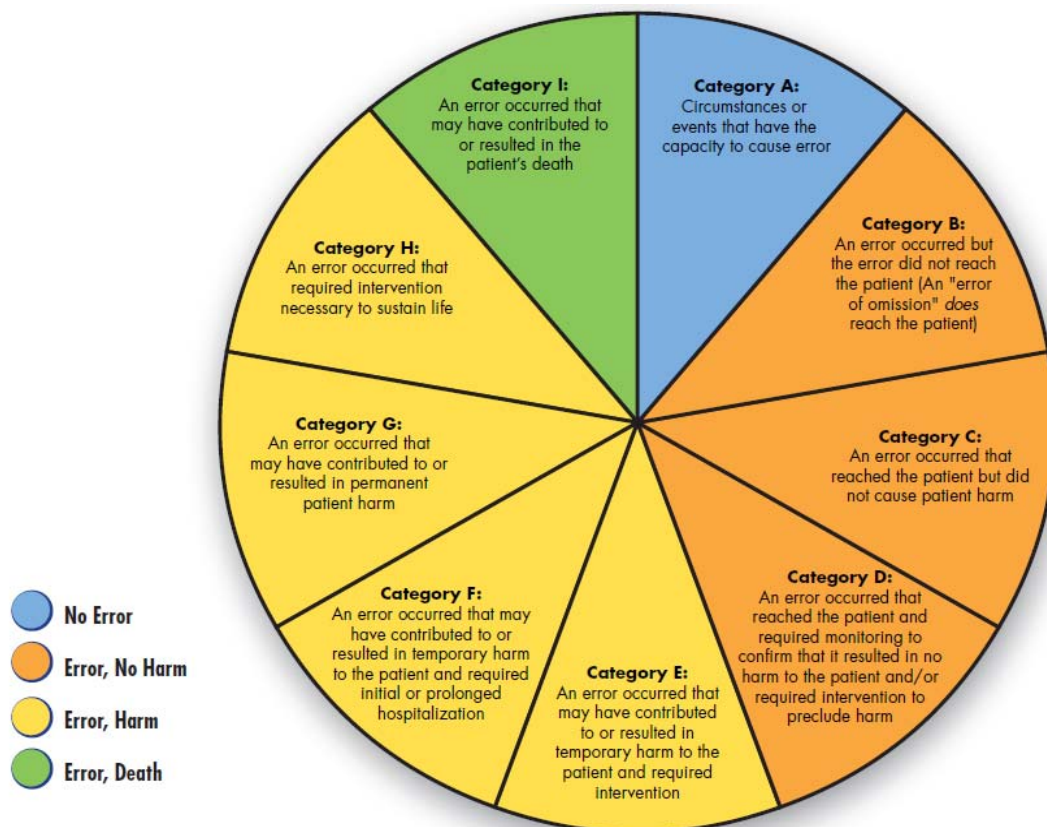 Category I:
An error occurred that
may have contributed to
or resulted in the
patient's death
Category A:
Circumstances or
events that have the
capacity to cause error
Category B:
An error occurred but
the error did not reach
the patient (An "error
of omission" does
reach the patient)
Category C:
An error occurred that
reached the patient but did
not cause patient harm
Category D:
An error occurred that
reached the patient and
required monitoring to
confirm that it resulted in no
harm to the patient and/or
required intervention to
preclude harm
Category E:
An error occurred that
may have contributed
to or resulted in
temporary harm to the
patient and required
intervention
Category F:
An error occurred that may
have contributed to or
resulted in temporary harm
to the patient and required
initial or prolonged
hospitalization
Category G:
An error occurred that
may have contributed to or
resulted in permanent
patient harm
Category H:
An error occurred that
required intervention
necessary to sustain life
No Error
Error, No Harm
Error, Harm
Error, Death